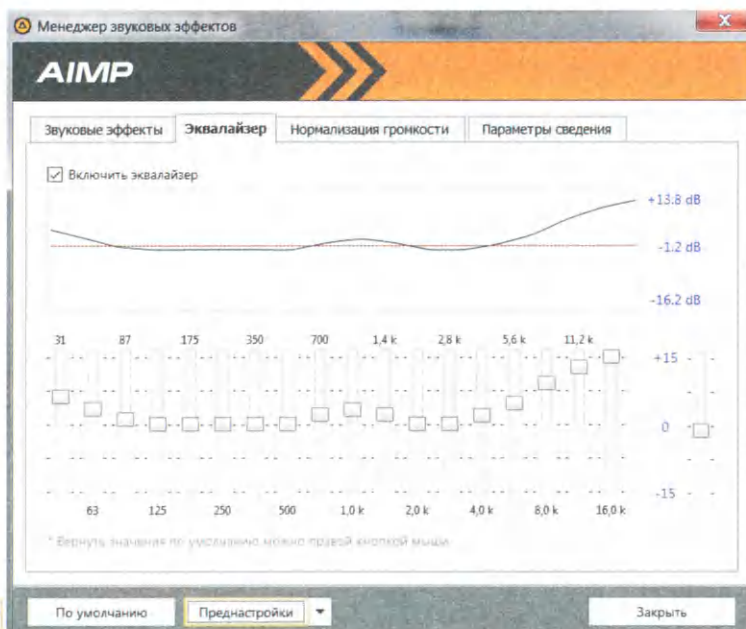 Менеджер звуковых эффектов
AIMP
Звуковые эффекты Эквалайзер Нормализация громкости Параметры сведения
Включить эквалайзер
+13.8 dB
-1.2 dB
-16.2 dB
31 87 175 350 700 1,4 k 2,8 k 5,6 k 11,2 k
+15
0
-15
63 125 250 500 1,0 k 2,0 k 4,0 k 8,0 k 16,0 k
* Вернуть значения по умолчанию можно правой кнопкой мыши
По умолчанию Преднастройки Закрыть